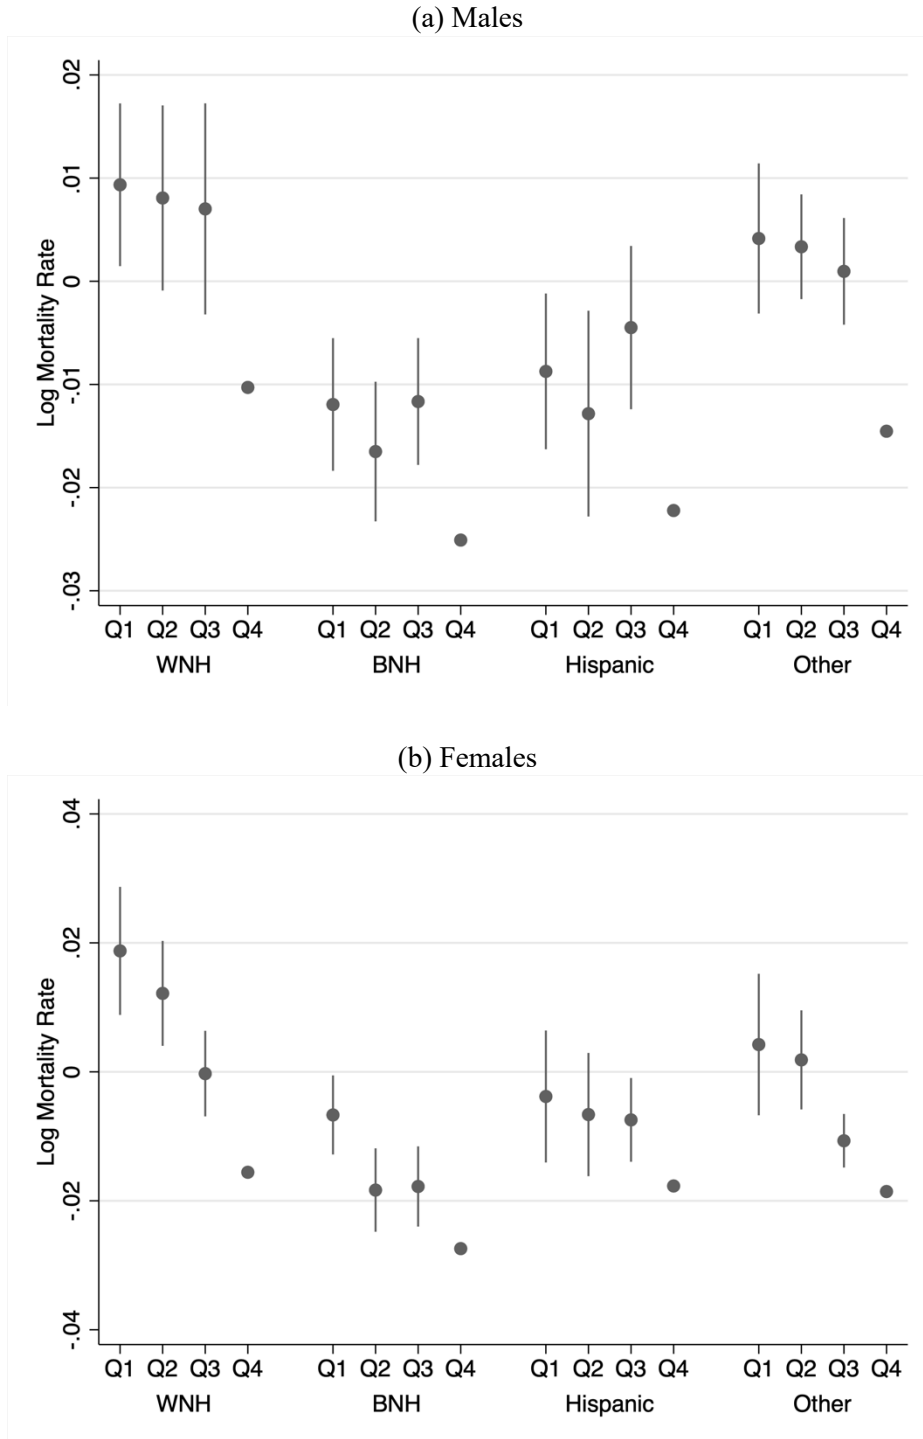 (a) Males
Log Mortality Rate
.02
.01
0
-.01
-.02
-.03
Q1 Q2 Q3 Q4 Q1 Q2 Q3 Q4 Q1 Q2 Q3 Q4 Q1 Q2 Q3 Q4
WNH BNH Hispanic Other
(b) Females
Log Mortality Rate
.04
.02
0
-.02
-.04
Q1 Q2 Q3 Q4 Q1 Q2 Q3 Q4 Q1 Q2 Q3 Q4 Q1 Q2 Q3 Q4
WNH BNH Hispanic Other